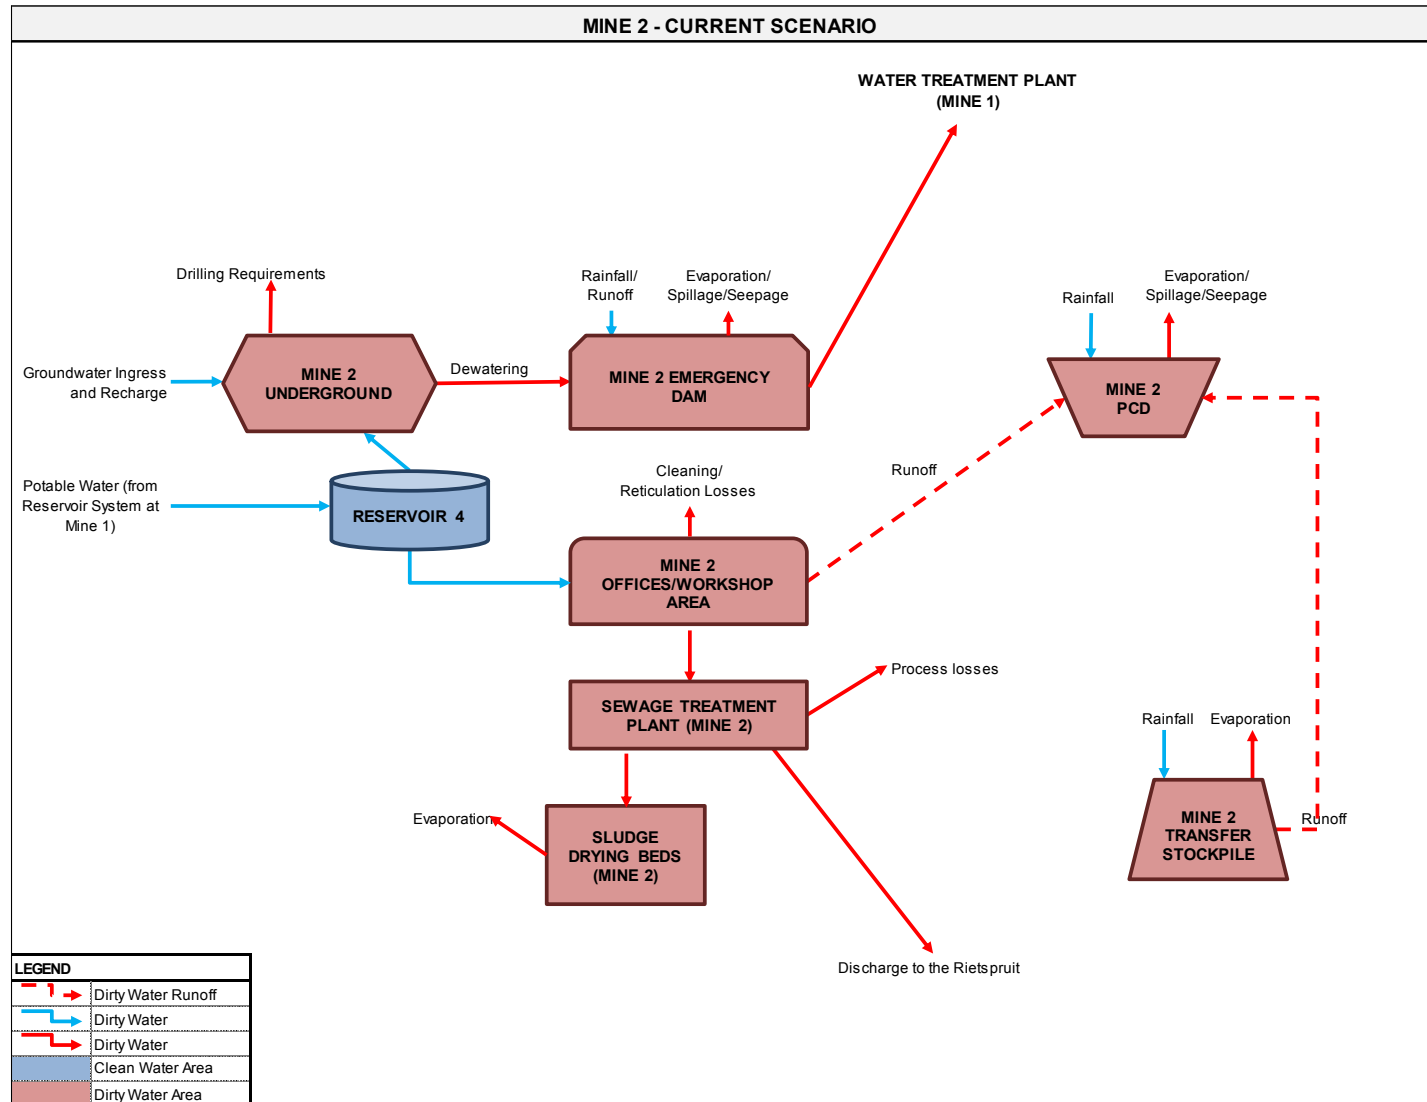 MINE 2 - CURRENT SCENARIO
WATER TREATMENT PLANT
(MINE 1)
Drilling Requirements
Rainfall/
Runoff
Evaporation/
Spillage/Seepage
Rainfall
Evaporation/
Spillage/Seepage
Groundwater Ingress
and Recharge
MINE 2
UNDERGROUND
Dewatering
MINE 2 EMERGENCY
DAM
MINE 2
PCD
Potable Water (from
Reservoir System at
Mine 1)
RESERVOIR 4
Cleaning/
Reticulation Losses
Runoff
MINE 2
OFFICES/WORKSHOP
AREA
SEWAGE TREATMENT
PLANT (MINE 2)
Process losses
Rainfall
Evaporation
Evaporation
SLUDGE
DRYING BEDS
(MINE 2)
MINE 2
TRANSFER
STOCKPILE
Runoff
Discharge to the Rietspruit
LEGEND
Dirty Water Runoff
Dirty Water
Dirty Water
Clean Water Area
Dirty Water Area